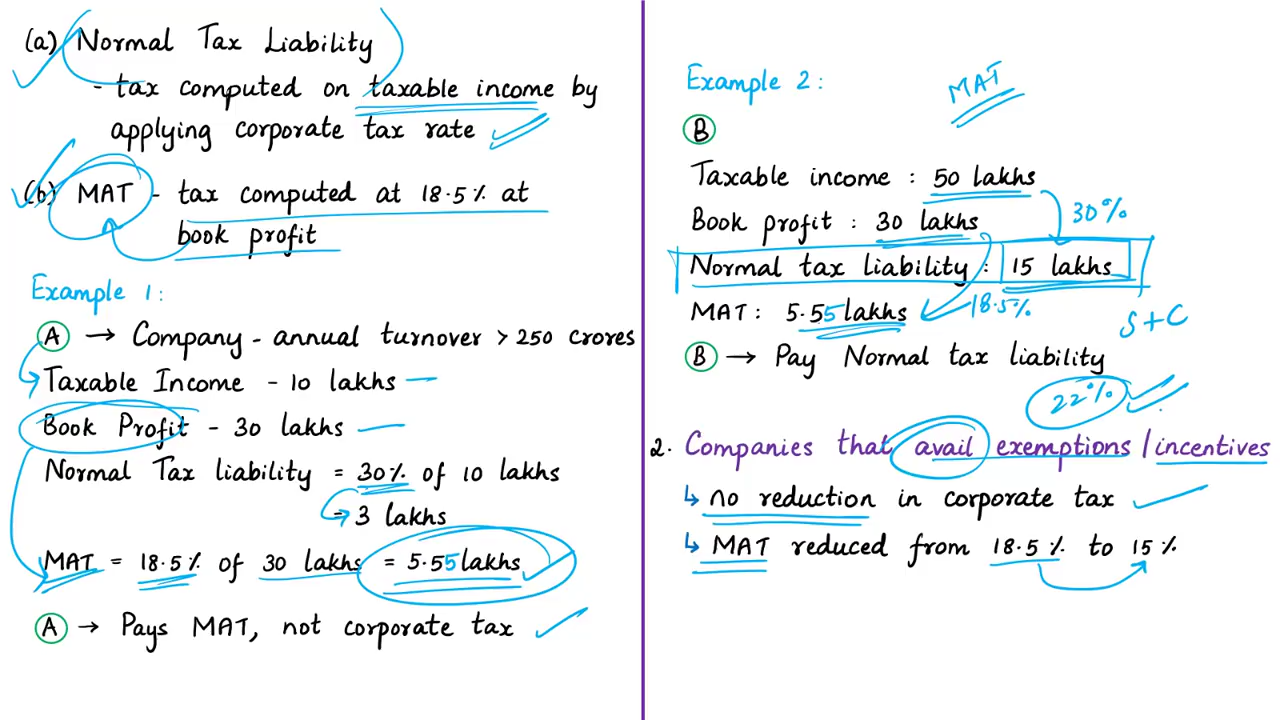 (a) Normal Tax Liability
- tax computed on taxable income by
applying corporate tax rate
(b) MAT - tax computed at 18.5% at
book profit
Example 1:
A → Company - annual turnover > 250 crores
Taxable Income - 10 lakhs
Book Profit - 30 lakhs
Normal Tax liability = 30% of 10 lakhs
= 3 lakhs
MAT = 18.5% of 30 lakhs = 5.55 lakhs
A → Pays MAT, not corporate tax
Example 2:
MAT
B
Taxable income : 50 lakhs
30%
Book profit : 30 lakhs
Normal tax liability : 15 lakhs
MAT: 5.55 lakhs
18.5%
S + C
B → Pay Normal tax liability
22%
2. Companies that avail exemptions / incentives
↳ no reduction in corporate tax
↳ MAT reduced from 18.5% to 15%